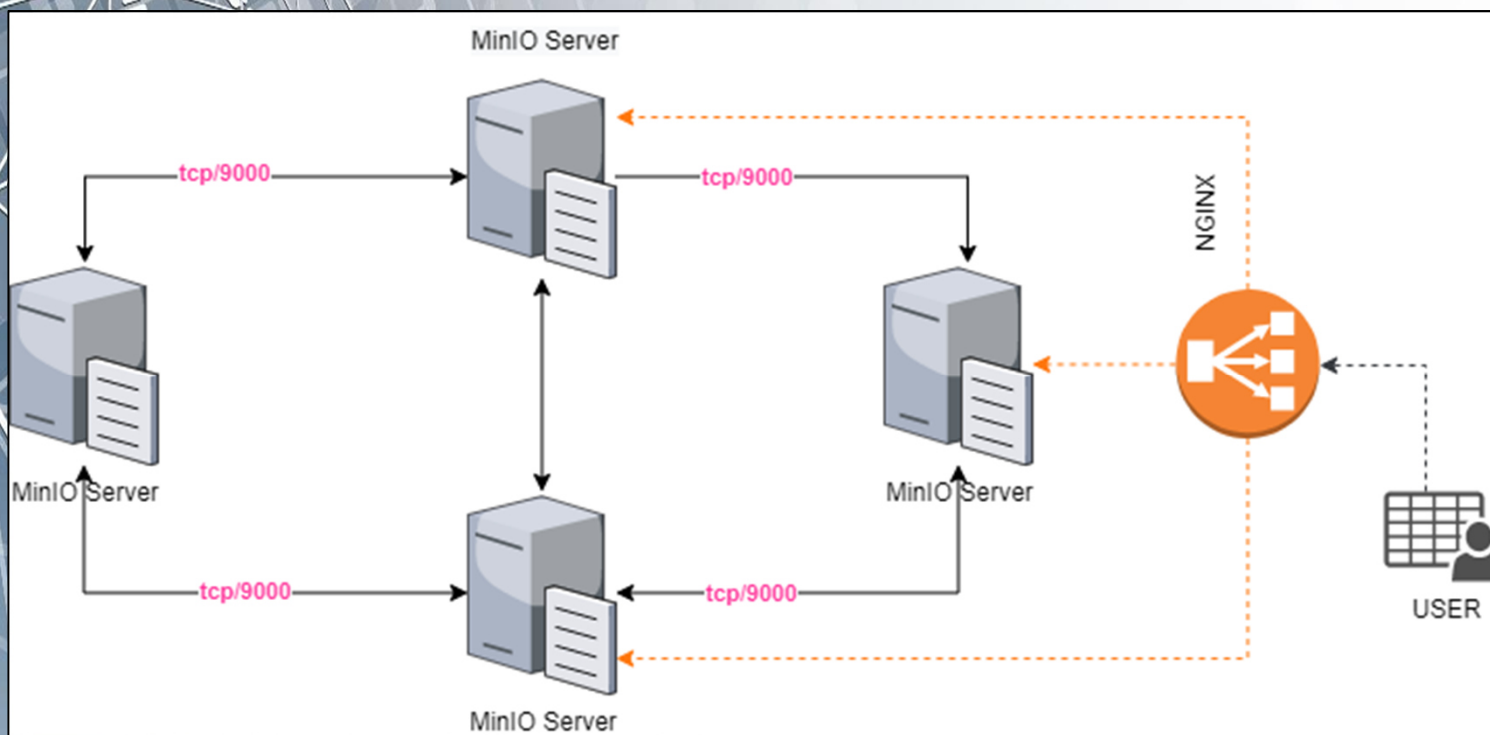 MinIO Server
tcp/9000
tcp/9000
NGINX
MinIO Server
MinIO Server
tcp/9000
tcp/9000
USER
MinIO Server